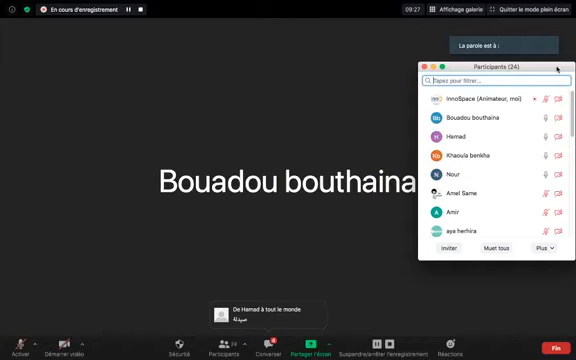 En cours d'enregistrement
09:27
Affichage galerie
Quitter le mode plein écran
La parole est à :
Participants (24)
Tapez pour filtrer...
InnoSpace (Animateur, moi)
Bb Bouadou bouthaina
H Hamad
Kb Khaoula benkha
N Nour
Amel Same
A Amir
aya herhira
Inviter
Muet tous
Plus
Bouadou bouthaina
De Hamad à tout le monde
صيدلة
Activer
Démarrer vidéo
Sécurité
24
Participants
Converser
Partager l'écran
Suspendre/arrêter l'enregistrement
Réactions
Fin